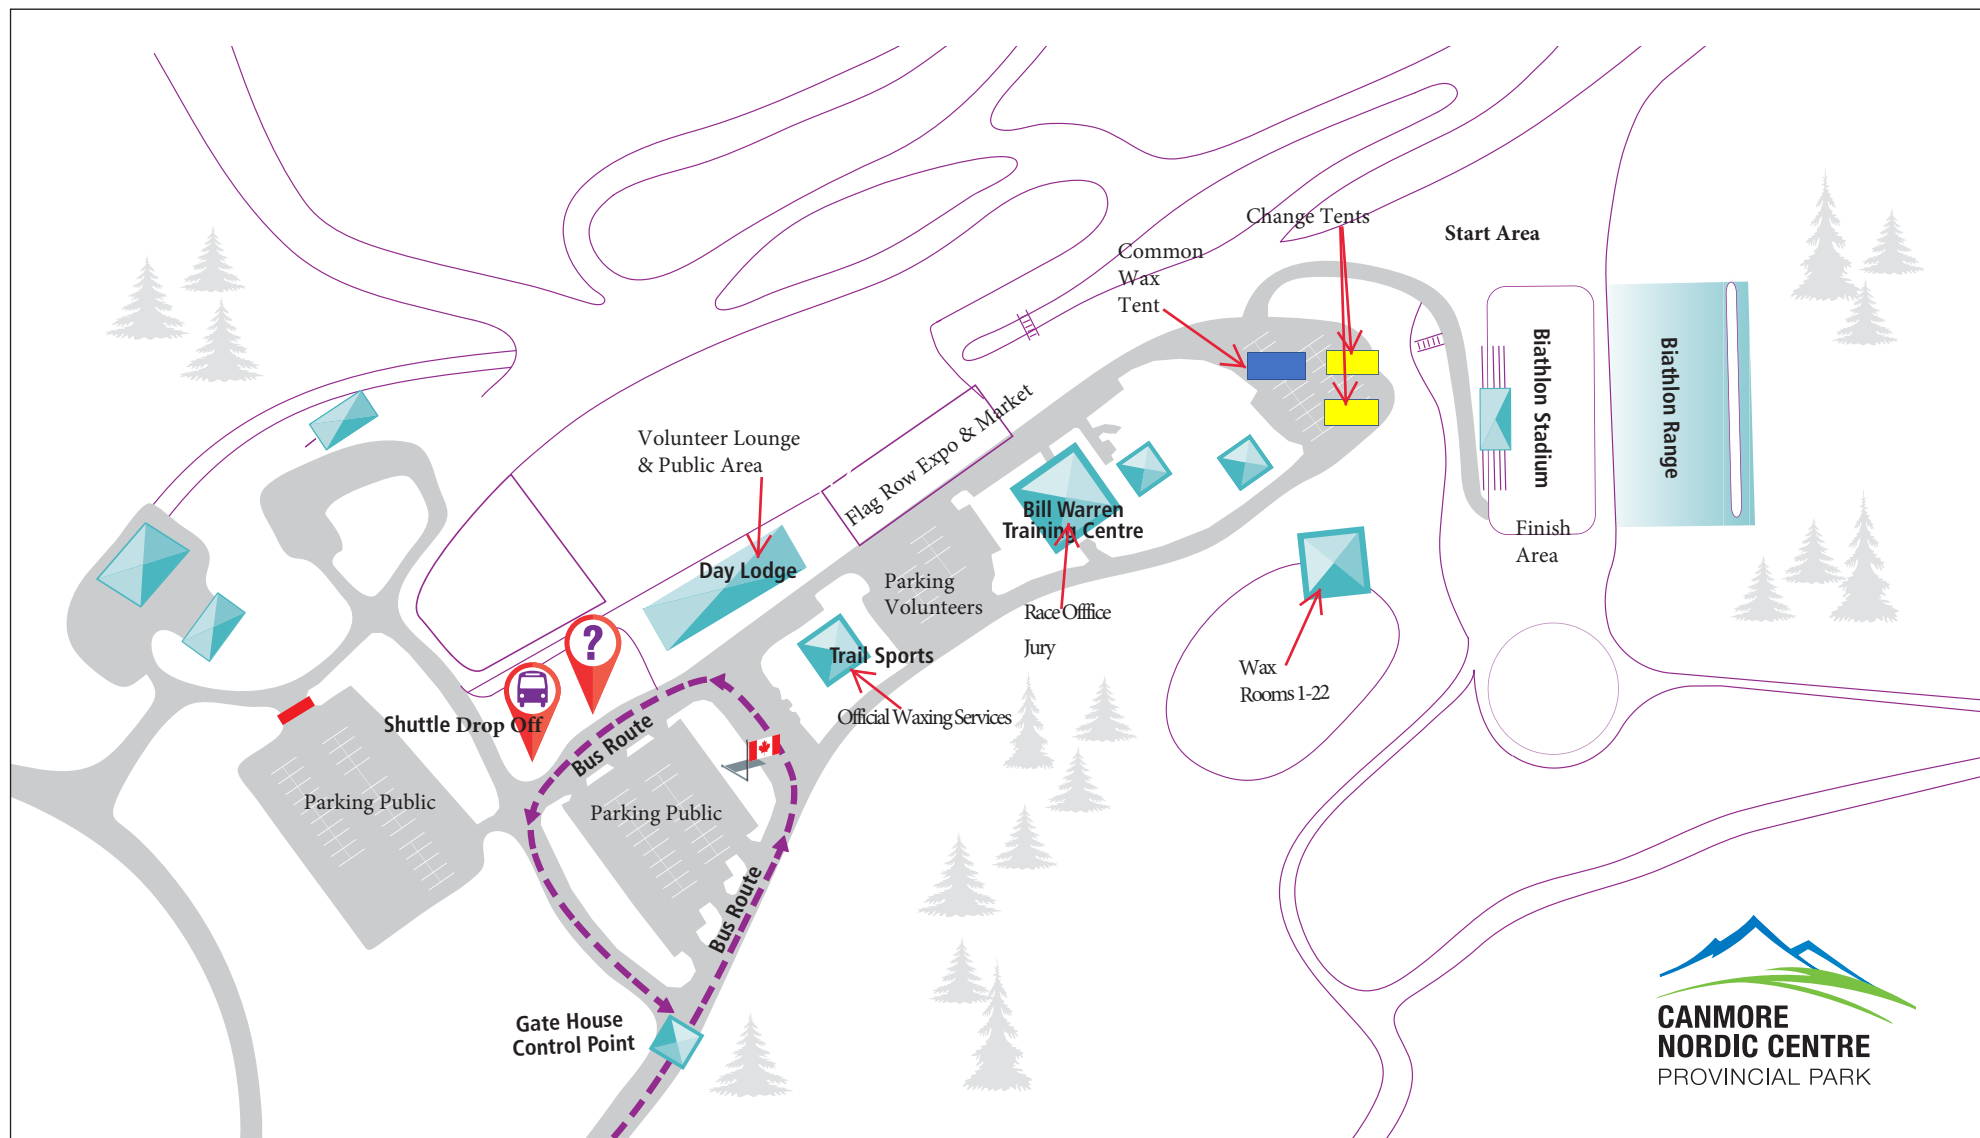 Change Tents
Start Area
Common
Wax
Tent
Biathlon Stadium
Biathlon Range
Flag Row Expo & Market
Volunteer Lounge
& Public Area
Bill Warren
Training Centre
Finish
Area
Day Lodge
Parking
Volunteers
Race Offfice
Jury
?
Trail Sports
Wax
Rooms 1-22
Official Waxing Services
Shuttle Drop Off
Bus Route
Parking Public
Parking Public
Bus Route
Gate House
Control Point
CANMORE
NORDIC CENTRE
PROVINCIAL PARK